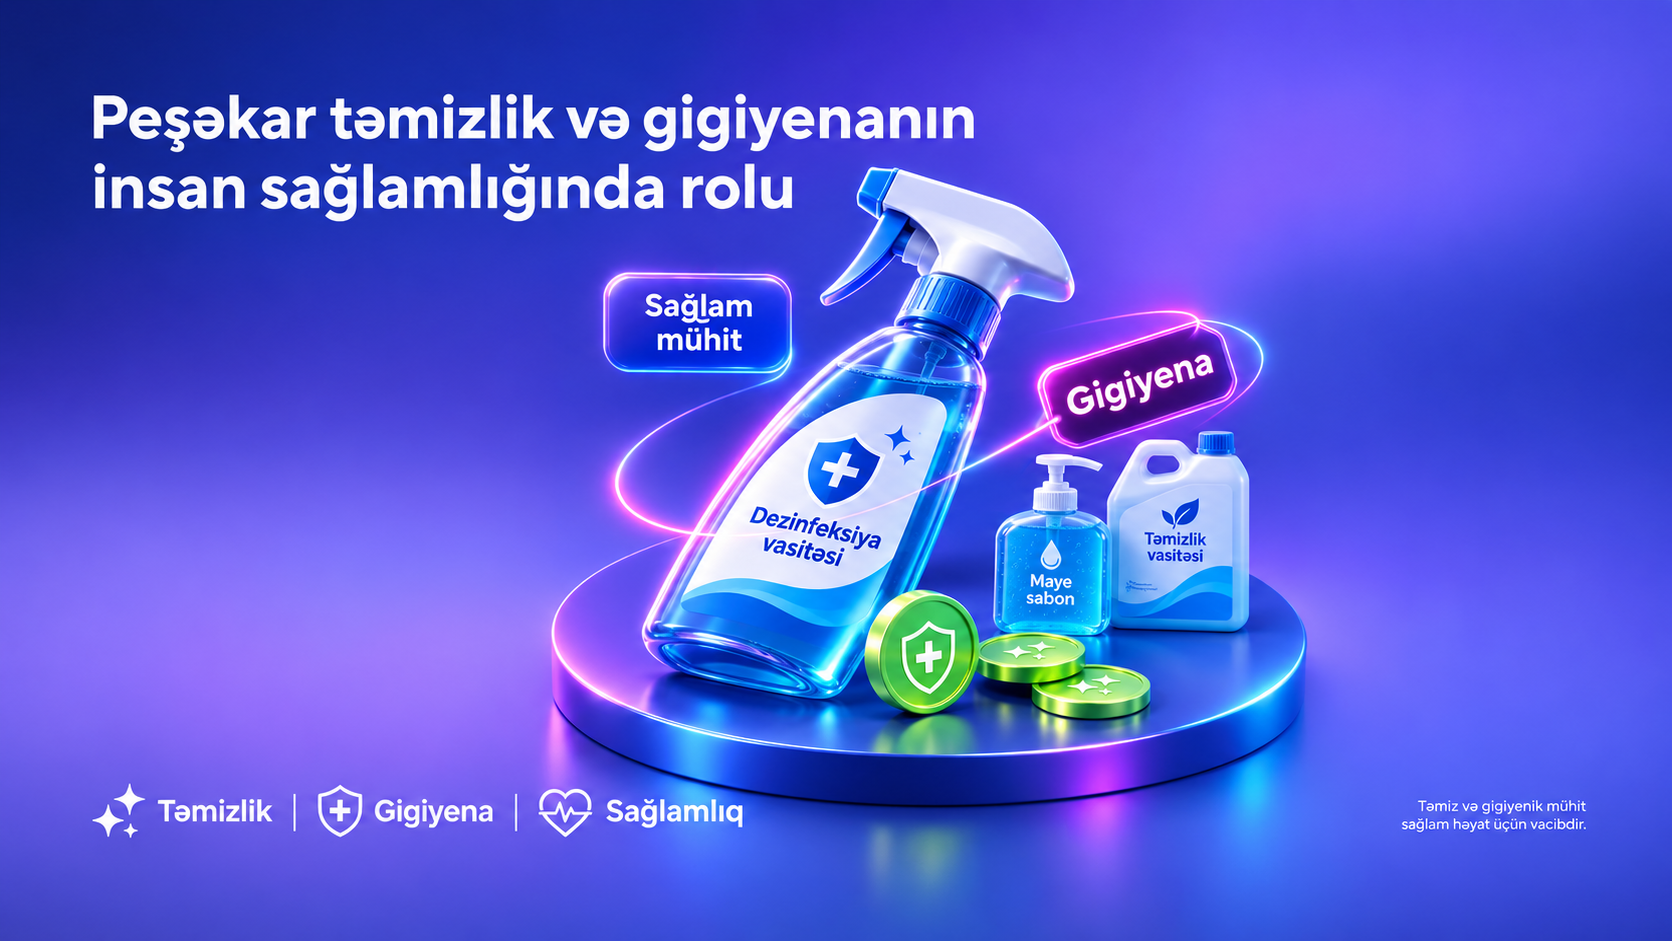 Peşəkar təmizlik və gigiyenanın
insan sağlamlığında rolu
Sağlam
mühit
Gigiyena
Dezinfeksiya
vasitəsi
Maye
sabon
Təmizlik
vasitəsi
Təmizlik
Gigiyena
Sağlamlıq
Təmiz və gigiyenik mühit
sağlam həyat üçün vacibdir.